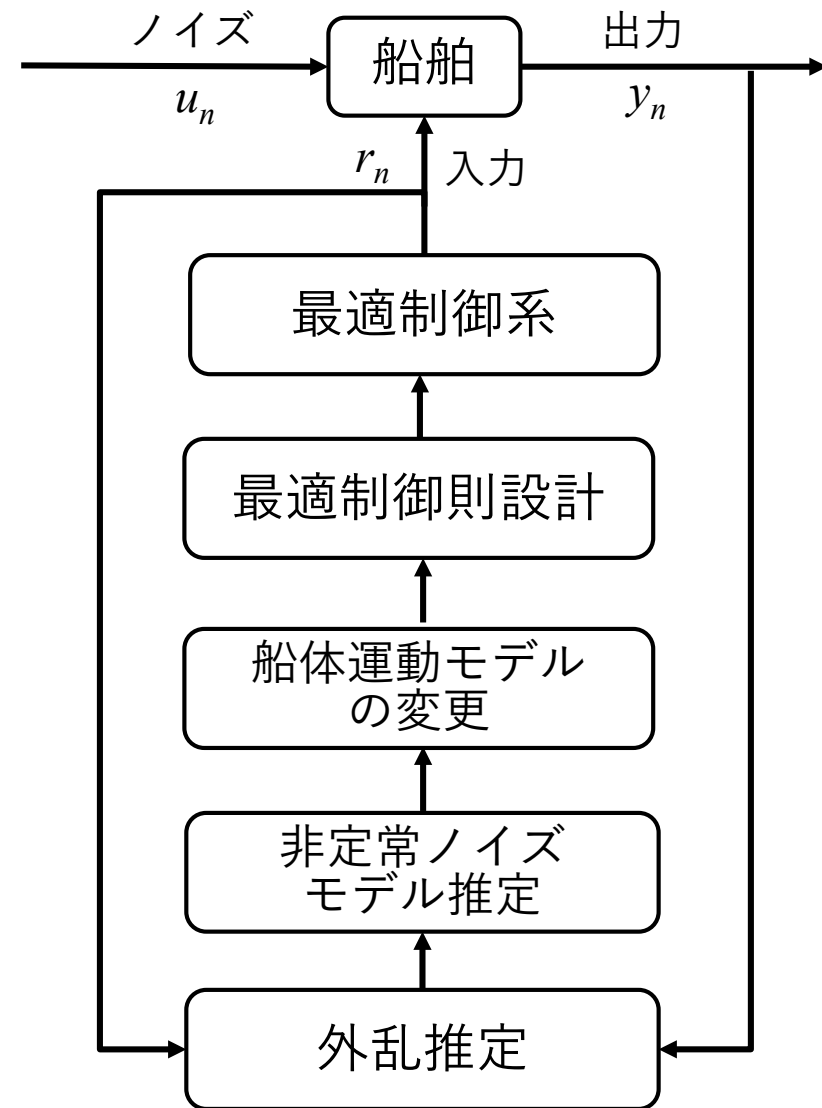 ノイズ
船舶
出力
u_n
y_n
r_n
入力
最適制御系
最適制御則設計
船体運動モデル
の変更
非定常ノイズ
モデル推定
外乱推定